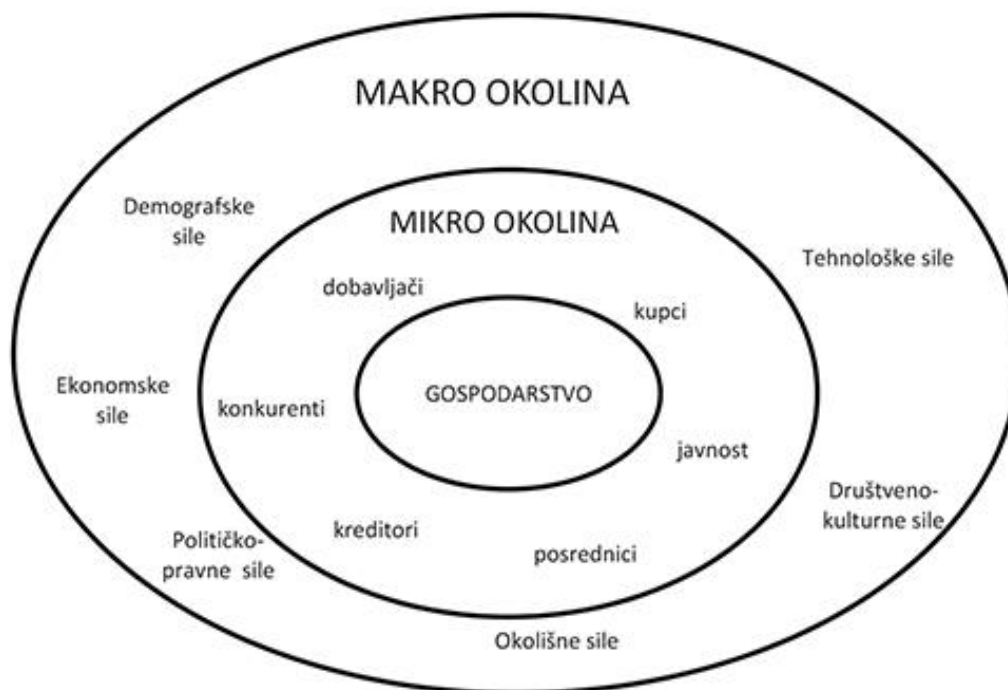 MAKRO OKOLINA
Demografske
sile
MIKRO OKOLINA
Tehnološke sile
dobavljači
kupci
Ekonomske
sile
GOSPODARSTVO
konkurenti
javnost
Društveno-
kulturne sile
kreditori
Političko-
pravne sile
posrednici
Okolišne sile